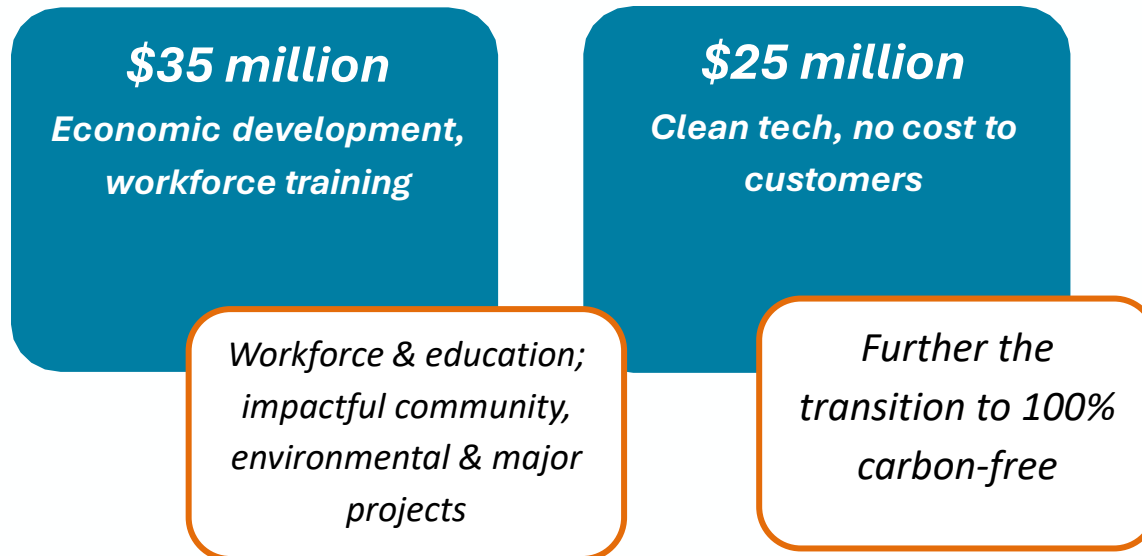 $35 million
Economic development,
workforce training
$25 million
Clean tech, no cost to
customers
Workforce & education;
impactful community,
environmental & major
projects
Further the
transition to 100%
carbon-free